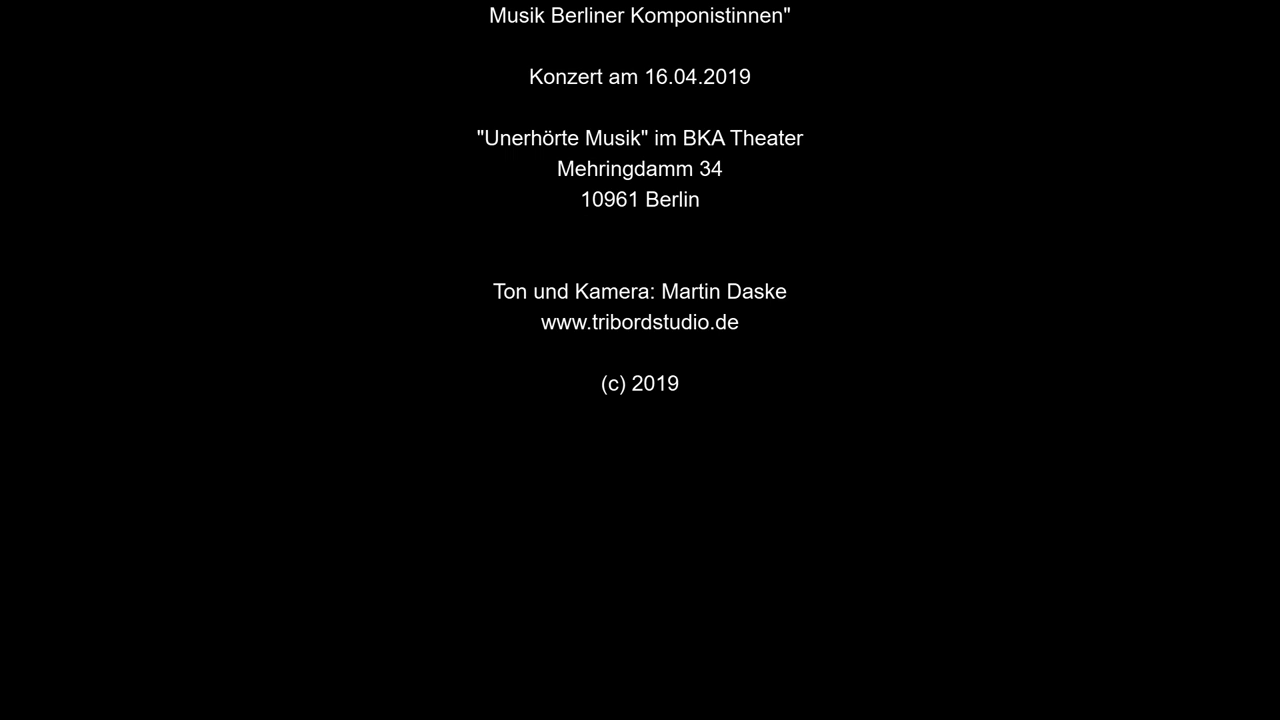 Musik Berliner Komponistinnen"
Konzert am 16.04.2019
"Unerhörte Musik" im BKA Theater
Mehringdamm 34
10961 Berlin
Ton und Kamera: Martin Daske
www.tribordstudio.de
(c) 2019